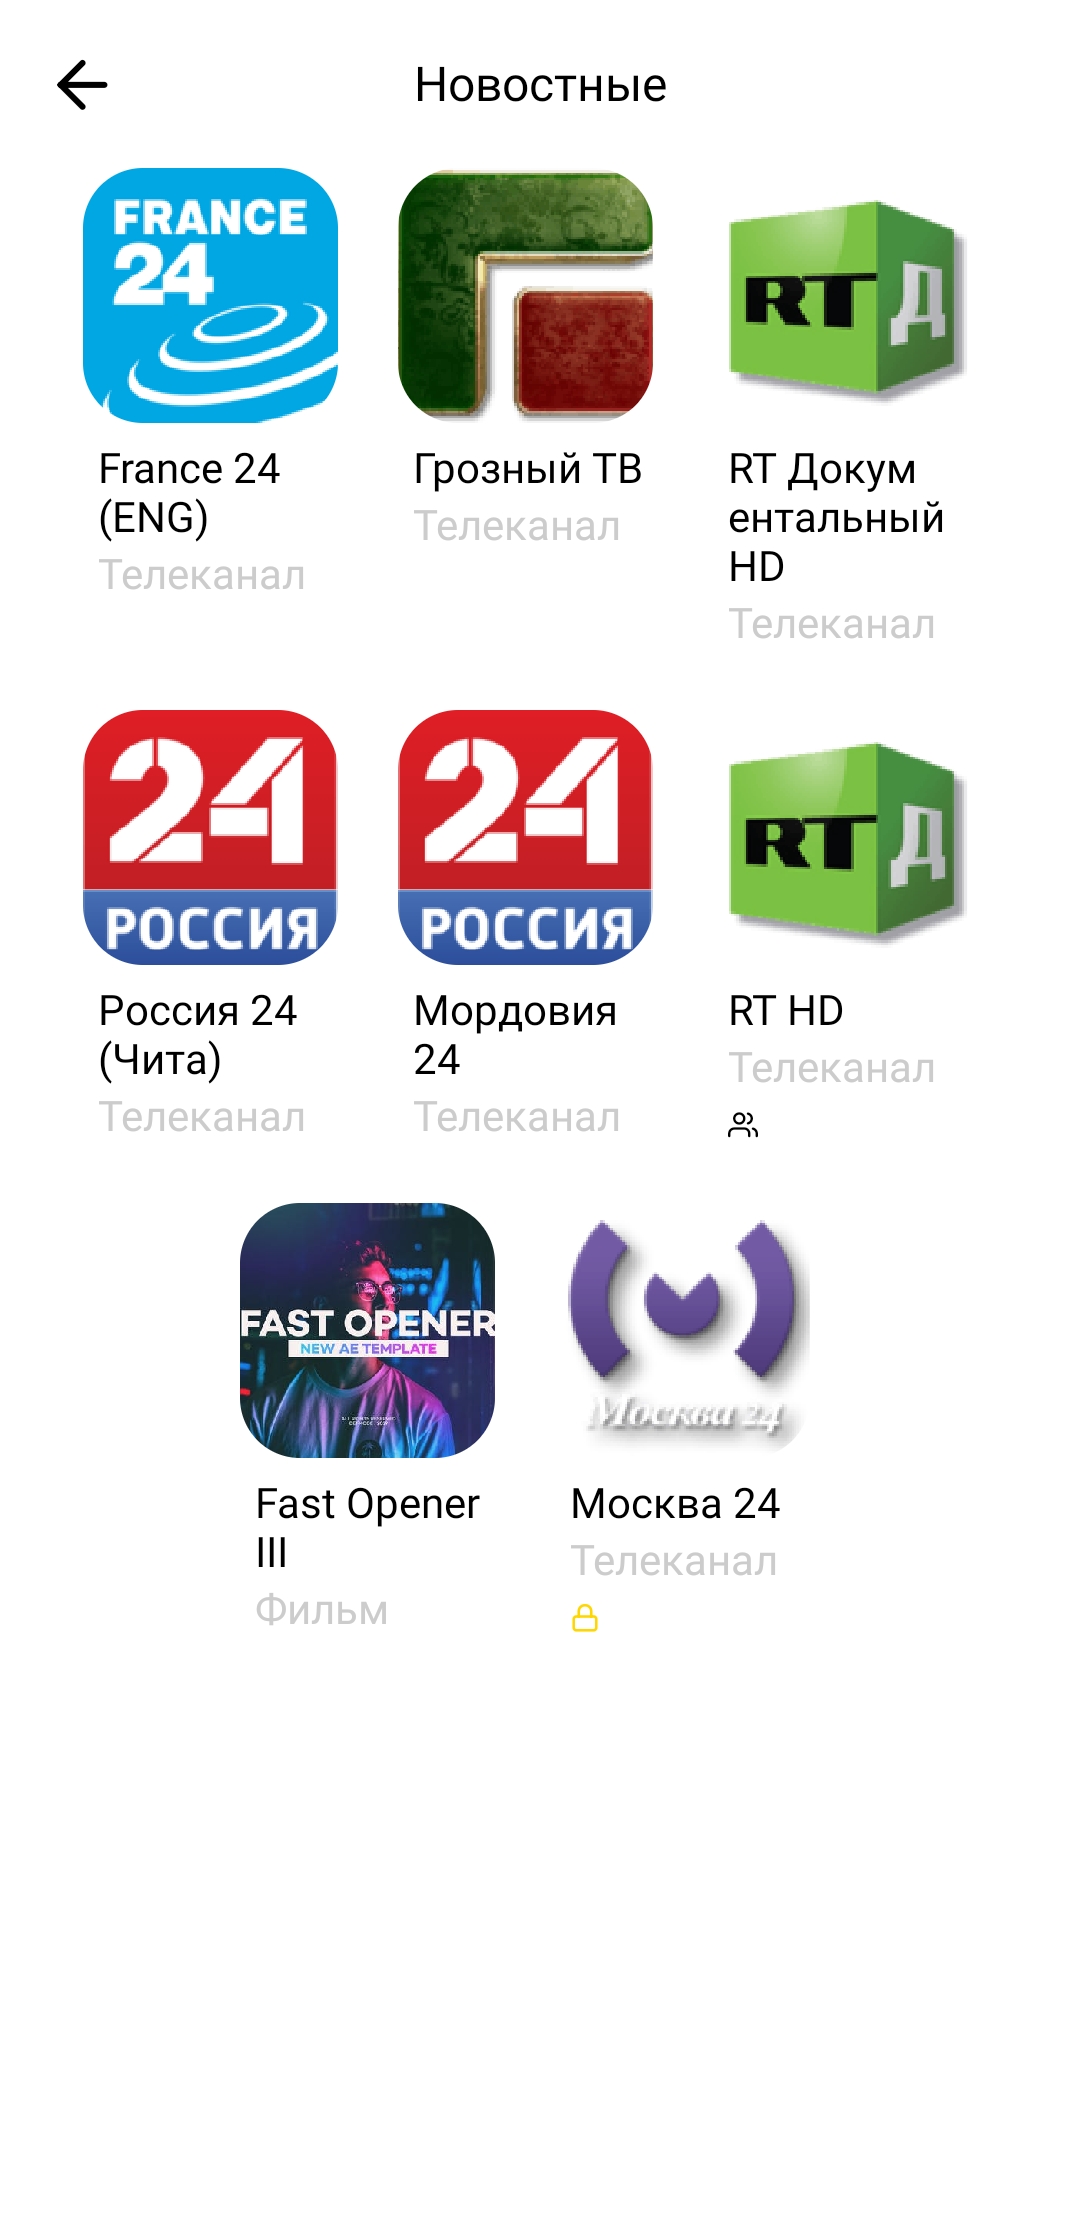 Новостные
FRANCE
24
RT Д
France 24
(ENG)
Телеканал
Грозный ТВ
Телеканал
RT Докум
ентальный
HD
Телеканал
24
РОССИЯ
24
РОССИЯ
RT Д
Россия 24
(Чита)
Телеканал
Мордовия
24
Телеканал
RT HD
Телеканал
FAST OPENER
NEW AE TEMPLATE
Москва 24
Fast Opener
III
Фильм
Москва 24
Телеканал